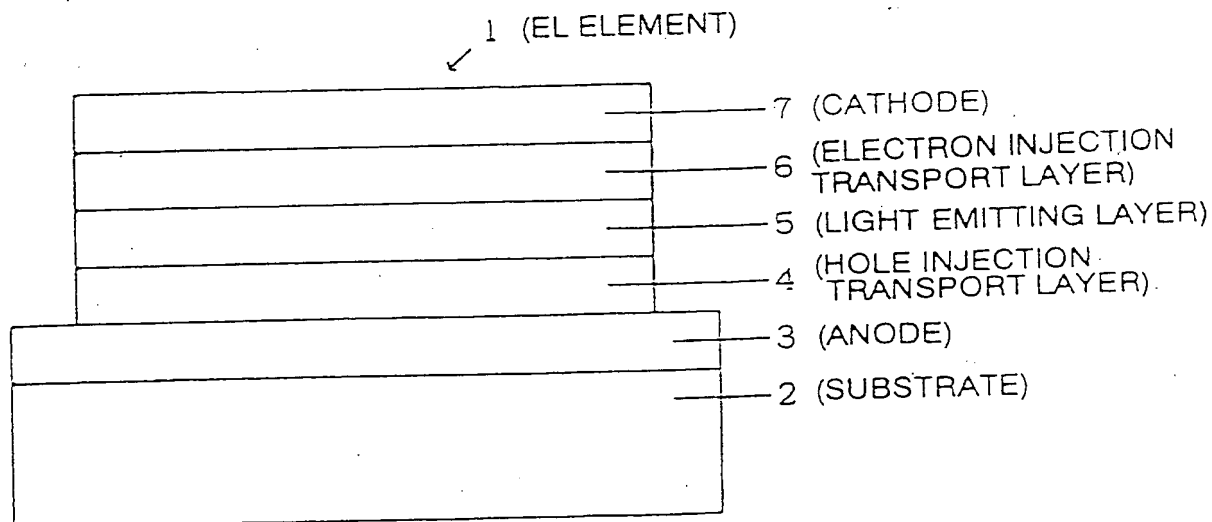 1 (EL ELEMENT)
7 (CATHODE)
6 (ELECTRON INJECTION
TRANSPORT LAYER)
5 (LIGHT EMITTING LAYER)
4 (HOLE INJECTION
TRANSPORT LAYER)
3 (ANODE)
2 (SUBSTRATE)